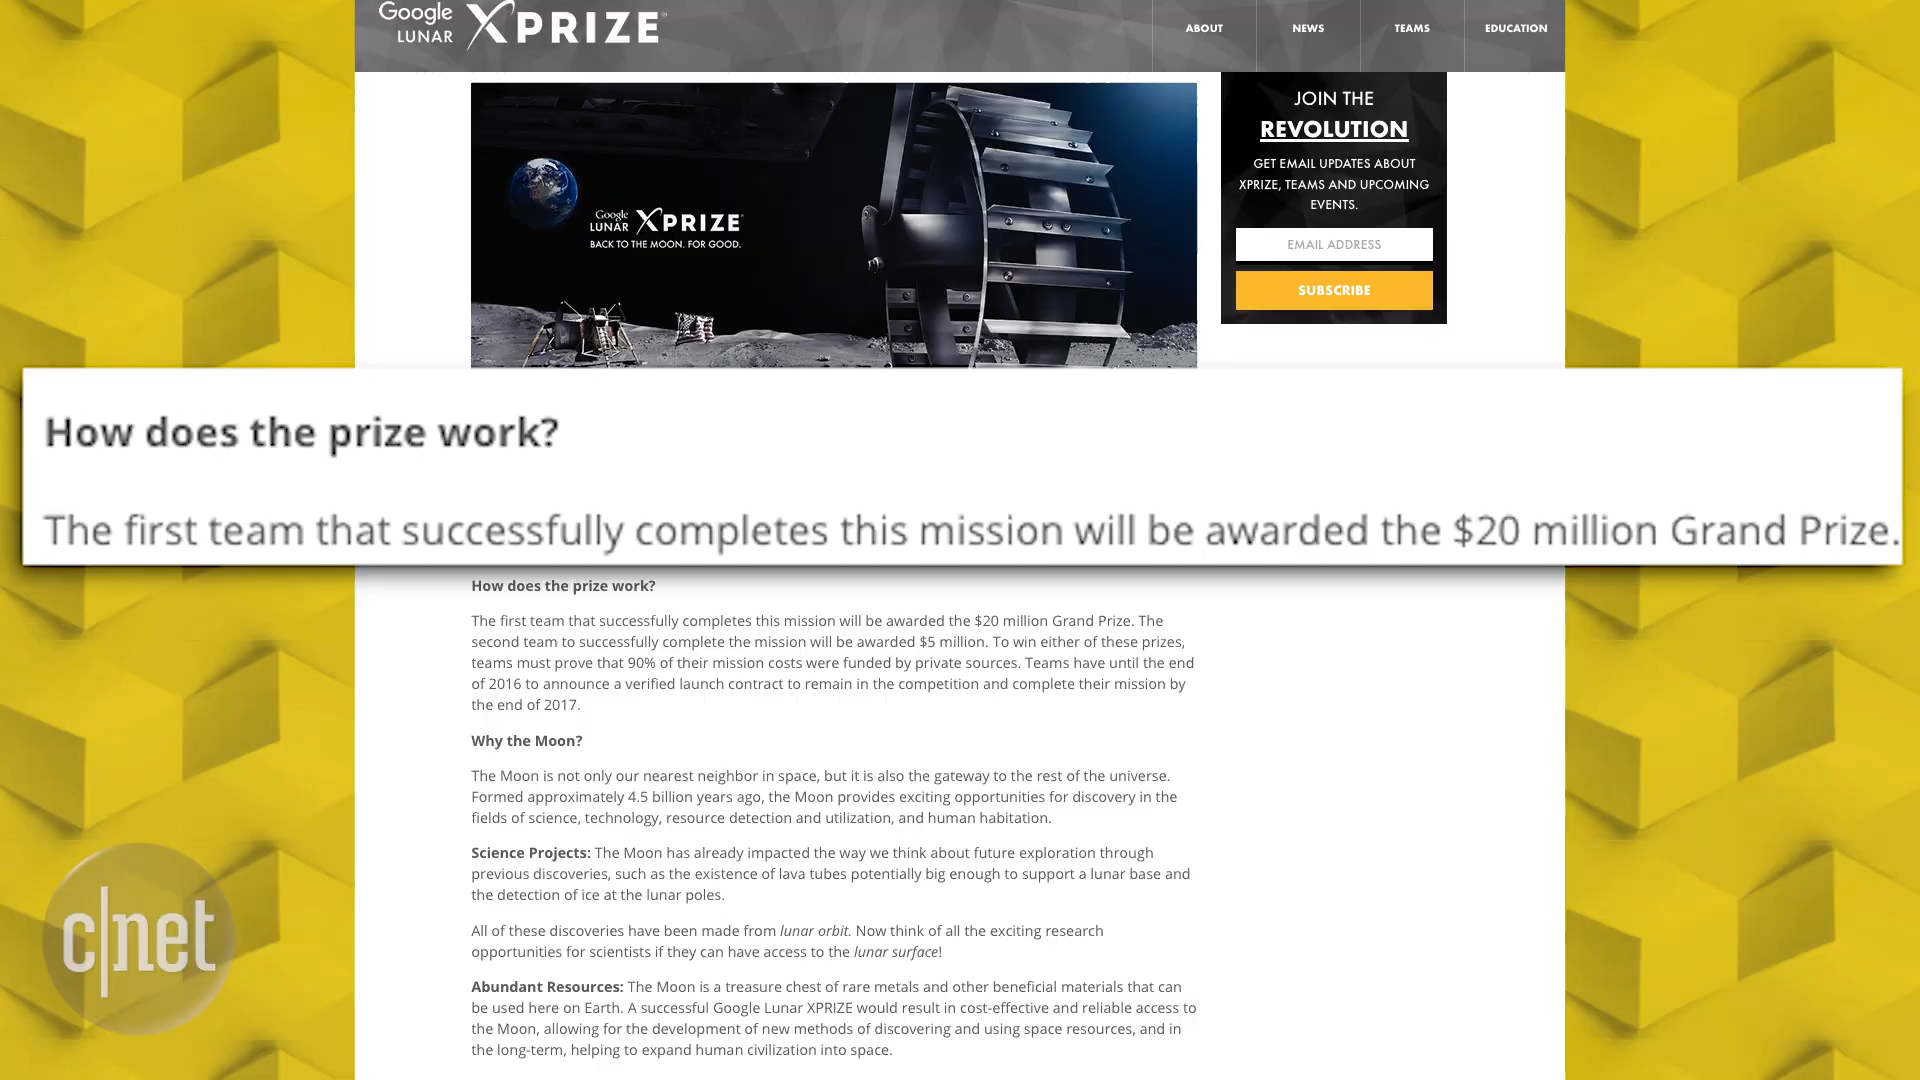 Google
LUNAR XPRIZE
ABOUT NEWS TEAMS EDUCATION
Google
LUNAR XPRIZE
BACK TO THE MOON. FOR GOOD.
JOIN THE
REVOLUTION
GET EMAIL UPDATES ABOUT
XPRIZE, TEAMS AND UPCOMING
EVENTS.
EMAIL ADDRESS
SUBSCRIBE
How does the prize work?
The first team that successfully completes this mission will be awarded the $20 million Grand Prize.
How does the prize work?
The first team that successfully completes this mission will be awarded the $20 million Grand Prize. The
second team to successfully complete the mission will be awarded $5 million. To win either of these prizes,
teams must prove that 90% of their mission costs were funded by private sources. Teams have until the end
of 2016 to announce a verified launch contract to remain in the competition and complete their mission by
the end of 2017.
Why the Moon?
The Moon is not only our nearest neighbor in space, but it is also the gateway to the rest of the universe.
Formed approximately 4.5 billion years ago, the Moon provides exciting opportunities for discovery in the
fields of science, technology, resource detection and utilization, and human habitation.
Science Projects: The Moon has already impacted the way we think about future exploration through
previous discoveries, such as the existence of lava tubes potentially big enough to support a lunar base and
the detection of ice at the lunar poles.
All of these discoveries have been made from lunar orbit. Now think of all the exciting research
opportunities for scientists if they can have access to the lunar surface!
Abundant Resources: The Moon is a treasure chest of rare metals and other beneficial materials that can
be used here on Earth. A successful Google Lunar XPRIZE would result in cost-effective and reliable access to
the Moon, allowing for the development of new methods of discovering and using space resources, and in
the long-term, helping to expand human civilization into space.
c|net